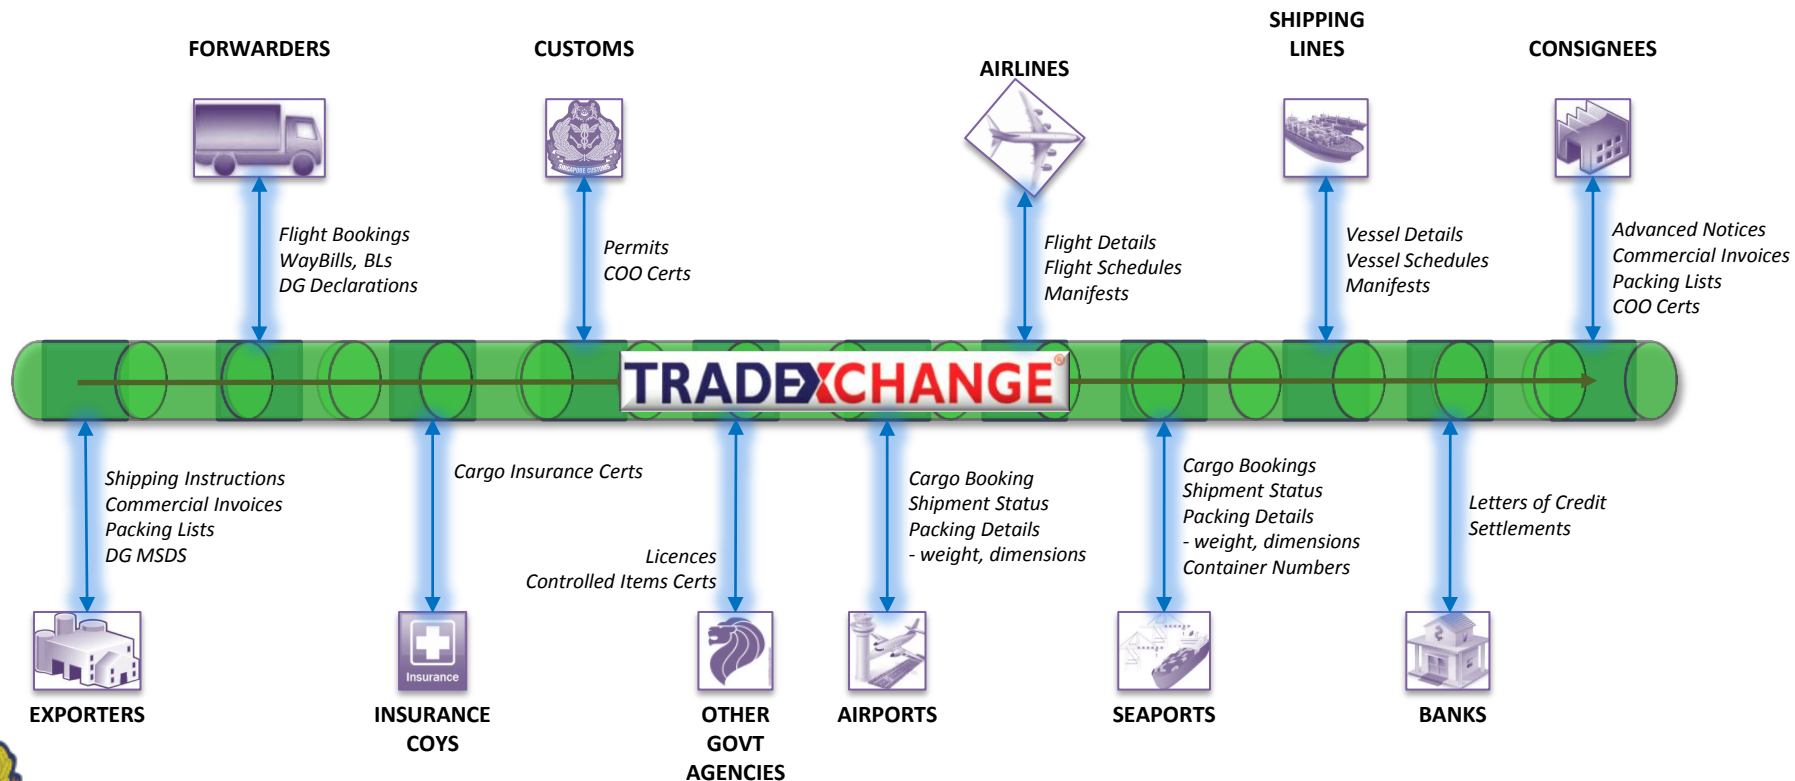 FORWARDERS
CUSTOMS
AIRLINES
SHIPPING
LINES
CONSIGNEES
SINGAPORE CUSTOMS
Flight Bookings
WayBills, BLs
DG Declarations
Permits
COO Certs
Flight Details
Flight Schedules
Manifests
Vessel Details
Vessel Schedules
Manifests
Advanced Notices
Commercial Invoices
Packing Lists
COO Certs
TRADEXCHANGE®
Shipping Instructions
Commercial Invoices
Packing Lists
DG MSDS
Cargo Insurance Certs
Licences
Controlled Items Certs
Cargo Booking
Shipment Status
Packing Details
- weight, dimensions
Cargo Bookings
Shipment Status
Packing Details
- weight, dimensions
Container Numbers
Letters of Credit
Settlements
Insurance
$
EXPORTERS
INSURANCE
COYS
OTHER
GOVT
AGENCIES
AIRPORTS
SEAPORTS
BANKS